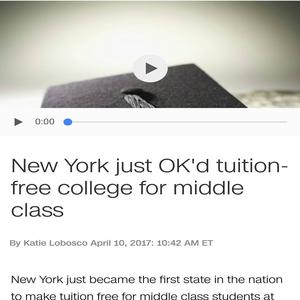 0:00
New York just OK'd tuition-
free college for middle
class
By Katie Lobosco April 10, 2017: 10:42 AM ET
New York just became the first state in the nation
to make tuition free for middle class students at